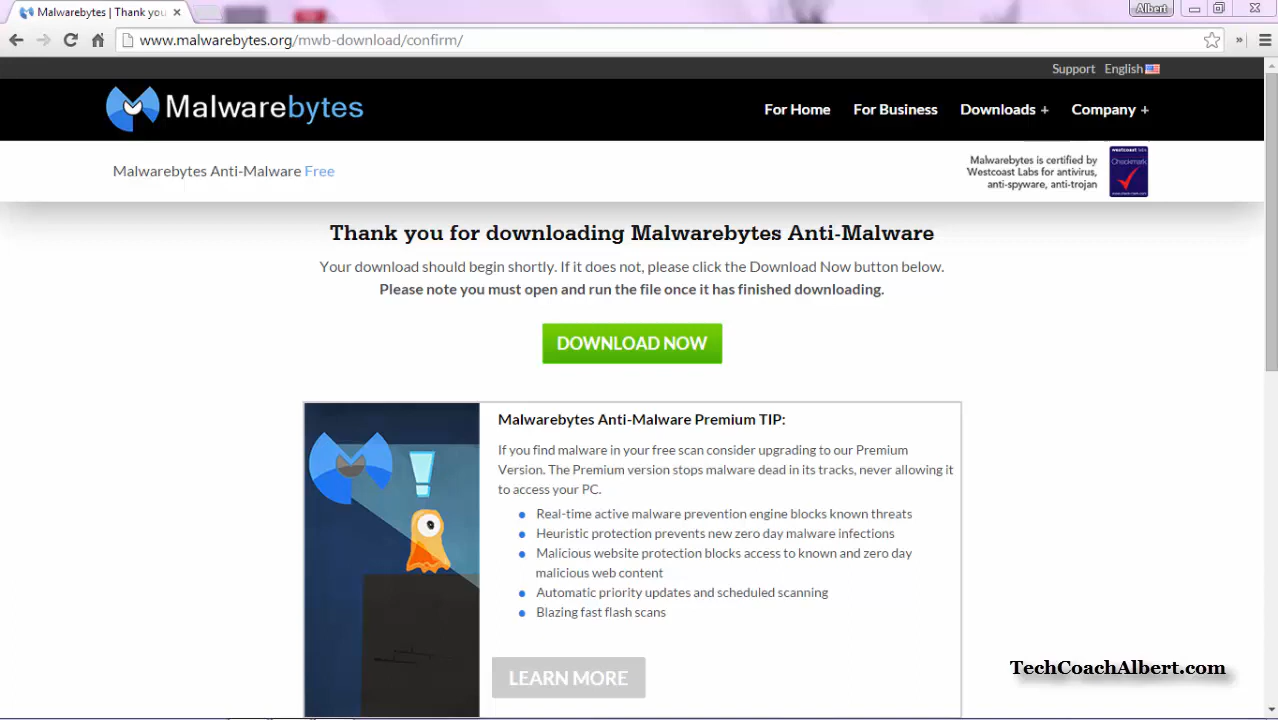 Malwarebytes | Thank you
Albert
www.malwarebytes.org/mwb-download/confirm/
Support English
Malwarebytes
For Home For Business Downloads + Company +
Malwarebytes Anti-Malware Free
Malwarebytes is certified by
Westcoast Labs for antivirus,
anti-spyware, anti-trojan
westcoast labs
Checkmark
Thank you for downloading Malwarebytes Anti-Malware
Your download should begin shortly. If it does not, please click the Download Now button below.
Please note you must open and run the file once it has finished downloading.
DOWNLOAD NOW
Malwarebytes Anti-Malware Premium TIP:
If you find malware in your free scan consider upgrading to our Premium
Version. The Premium version stops malware dead in its tracks, never allowing it
to access your PC.
Real-time active malware prevention engine blocks known threats
Heuristic protection prevents new zero day malware infections
Malicious website protection blocks access to known and zero day
malicious web content
Automatic priority updates and scheduled scanning
Blazing fast flash scans
LEARN MORE
TechCoachAlbert.com